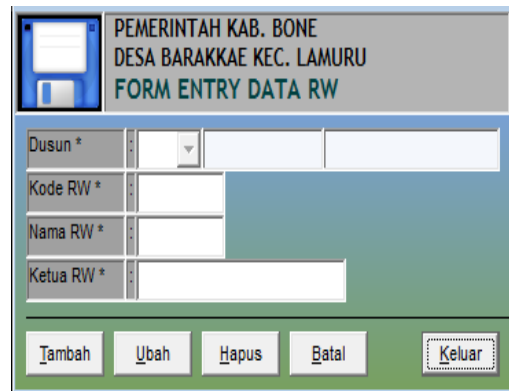 PEMERINTAH KAB. BONE
DESA BARAKKAE KEC. LAMURU
FORM ENTRY DATA RW
Dusun * :
Kode RW * :
Nama RW * :
Ketua RW * :
Tambah Ubah Hapus Batal Keluar